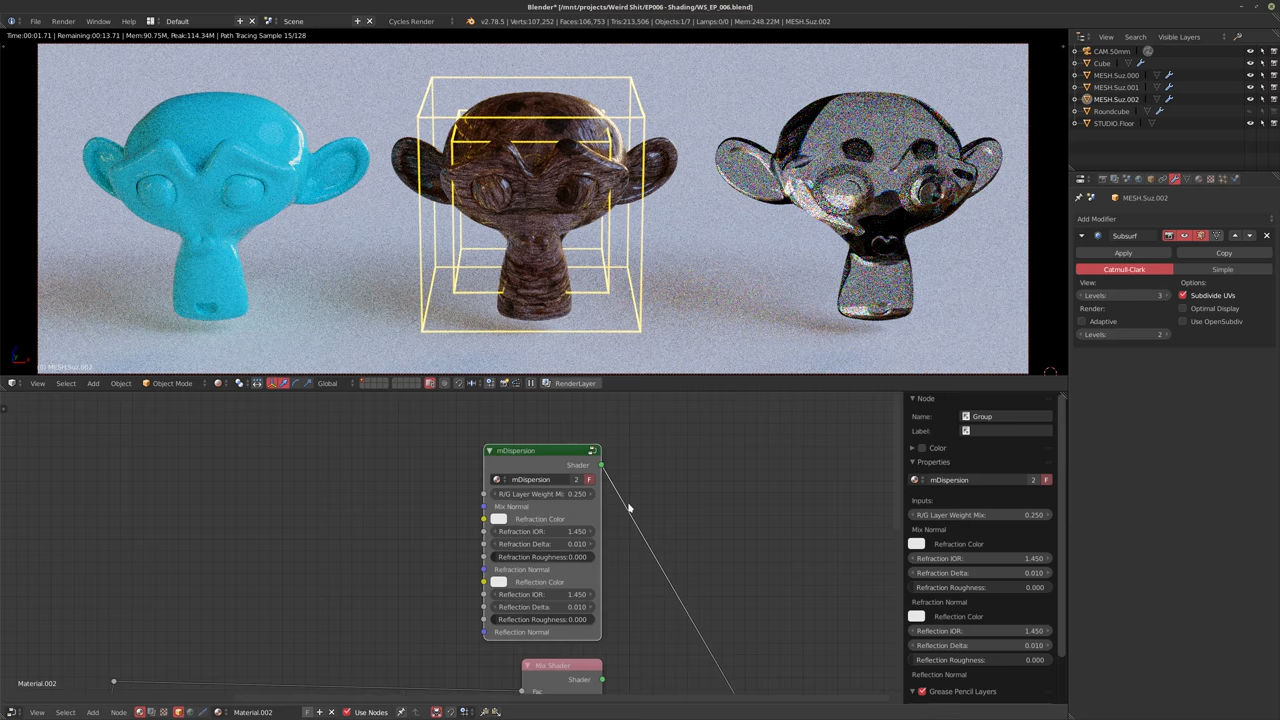 Blender* [/mnt/projects/Weird Shit/EP006 - Shading/WS_EP_006.blend]
File Render Window Help Default Scene Cycles Render v2.78.5 | Verts:107,252 | Faces:106,753 | Tris:213,506 | Objects:1/7 | Lamps:0/0 | Mem:248.22M | MESH.Suz.002
Time:00:01.71 | Remaining:00:13.71 | Mem:90.75M, Peak:114.34M | Path Tracing Sample 15/128
View Search Visible Layers
CAM.50mm
Cube
MESH.Suz.000
MESH.Suz.001
MESH.Suz.002
Roundcube
STUDIO.Floor
MESH.Suz.002
Add Modifier
Subsurf
Apply Copy
Catmull-Clark Simple
View: Options:
Levels: 3 Subdivide UVs
Render: Optimal Display
Adaptive Use OpenSubdiv
Levels: 2
(0) MESH.Suz.002
View Select Add Object Object Mode Global RenderLayer
mDispersion
Shader
mDispersion 2 F
R/G Layer Weight Mi: 0.250
Mix Normal
Refraction Color
Refraction IOR: 1.450
Refraction Delta: 0.010
Refraction Roughness:0.000
Refraction Normal
Reflection Color
Reflection IOR: 1.450
Reflection Delta: 0.010
Reflection Roughness:0.000
Reflection Normal
Mix Shader
Shader
Fac
Material.002
Node
Name: Group
Label:
Color
Properties
mDispersion 2 F
Inputs:
R/G Layer Weight Mix: 0.250
Mix Normal
Refraction Color
Refraction IOR: 1.450
Refraction Delta: 0.010
Refraction Roughness: 0.000
Refraction Normal
Reflection Color
Reflection IOR: 1.450
Reflection Delta: 0.010
Reflection Roughness: 0.000
Reflection Normal
Grease Pencil Layers
View Select Add Node Material.002 F Use Nodes